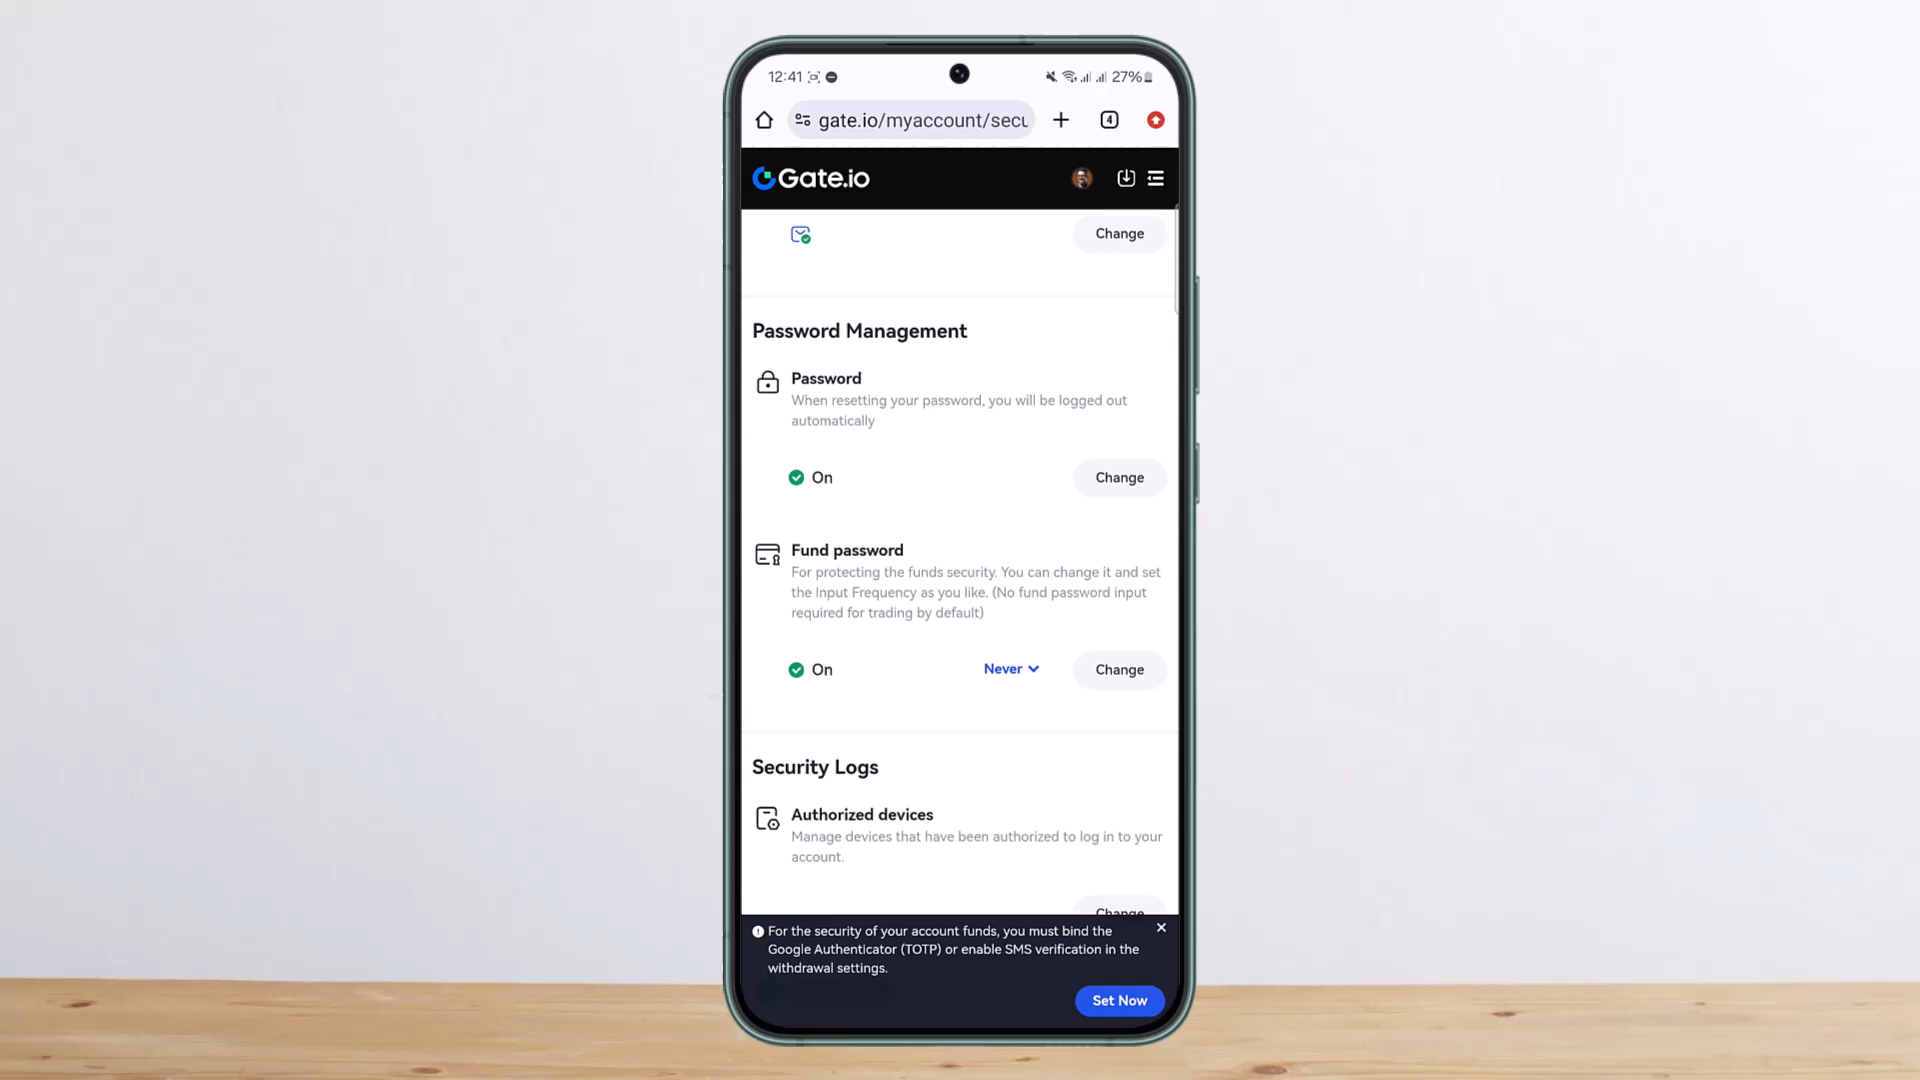 12:41
27%
gate.io/myaccount/secu
4
Gate.io
Change
Password Management
Password
When resetting your password, you will be logged out
automatically
On
Change
Fund password
For protecting the funds security. You can change it and set
the Input Frequency as you like. (No fund password input
required for trading by default)
On
Never
Change
Security Logs
Authorized devices
Manage devices that have been authorized to log in to your
account.
Change
For the security of your account funds, you must bind the
Google Authenticator (TOTP) or enable SMS verification in the
withdrawal settings.
Set Now